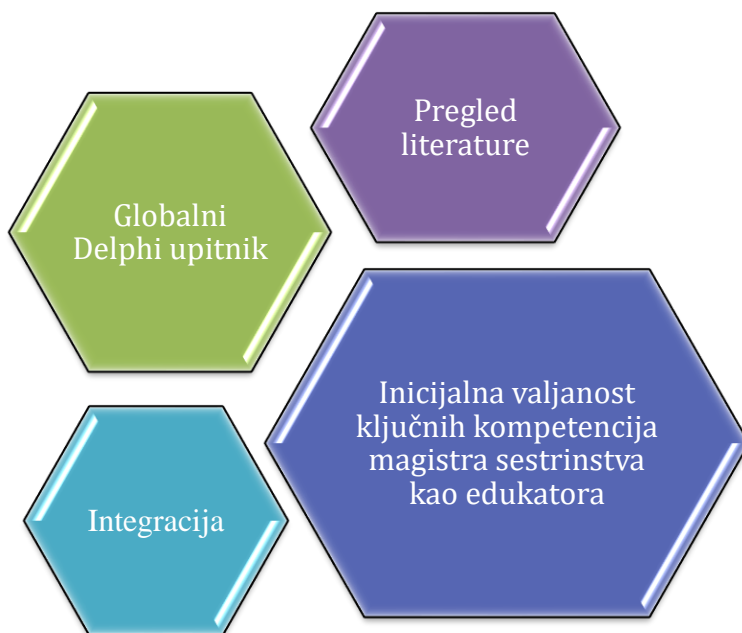 Pregled
literature
Globalni
Delphi upitnik
Inicijalna valjanost
ključnih kompetencija
magistra sestrinstva
kao edukatora
Integracija